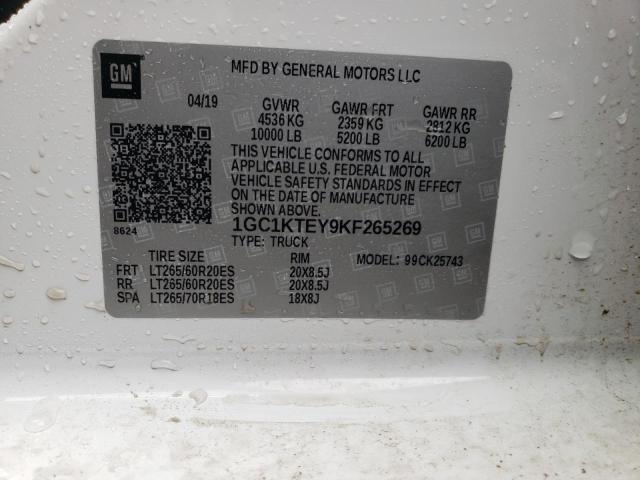 GM
MFD BY GENERAL MOTORS LLC
04/19 GVWR GAWR FRT GAWR RR
4536 KG 2359 KG 2812 KG
10000 LB 5200 LB 6200 LB
THIS VEHICLE CONFORMS TO ALL
APPLICABLE U.S. FEDERAL MOTOR
VEHICLE SAFETY STANDARDS IN EFFECT
ON THE DATE OF MANUFACTURE
SHOWN ABOVE.
8624
1GC1KTEY9KF265269
TYPE: TRUCK
TIRE SIZE RIM MODEL: 99CK25743
FRT LT265/60R20ES 20X8.5J
RR LT265/60R20ES 20X8.5J
SPA LT265/70R18ES 18X8J